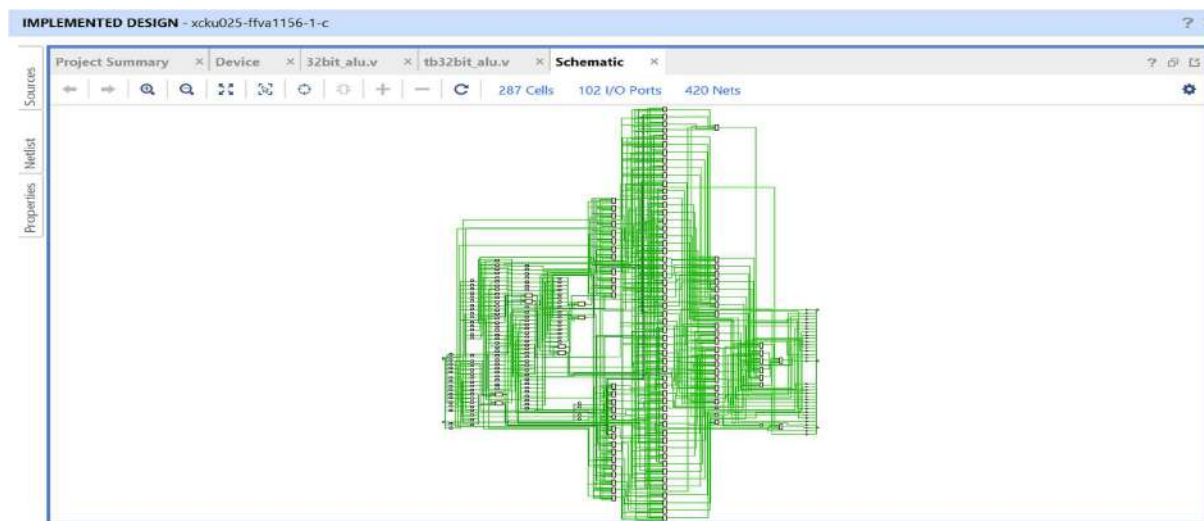 IMPLEMENTED DESIGN - xcku025-ffva1156-1-c ?
Project Summary × Device × 32bit_alu.v × tb32bit_alu.v × Schematic × ?
287 Cells 102 I/O Ports 420 Nets
Sources
Netlist
Properties